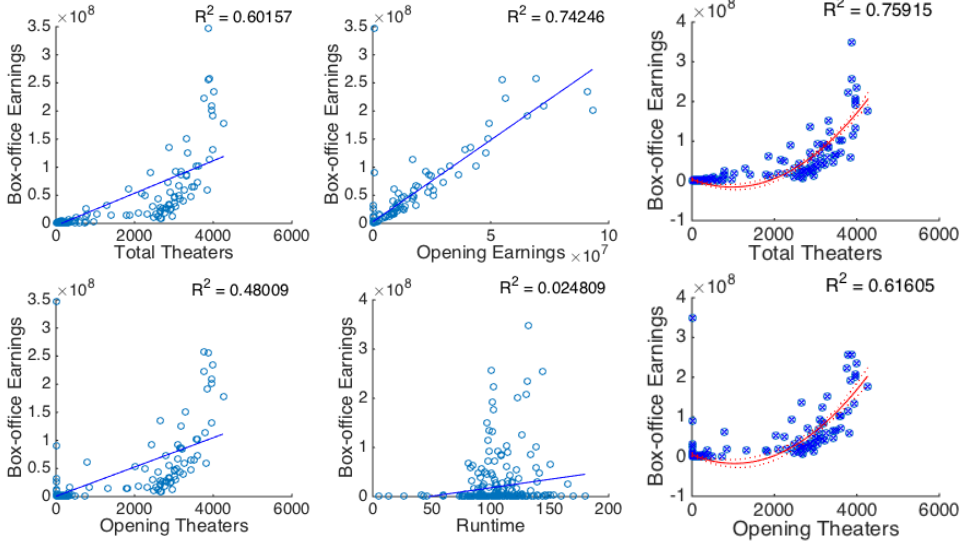 ×10^8 R^2 = 0.60157
3.5
3
2.5
2
1.5
1
0.5
0
0 2000 4000 6000
Box-office Earnings
Total Theaters
×10^8 R^2 = 0.74246
3.5
3
2.5
2
1.5
1
0.5
0
0 5 10
×10^7
Box-office Earnings
Opening Earnings
×10^8 R^2 = 0.75915
4
2
0
-1
0 2000 4000 6000
Box-office Earnings
Total Theaters
×10^8 R^2 = 0.48009
3.5
3
2.5
2
1.5
1
0.5
0
0 2000 4000 6000
Box-office Earnings
Opening Theaters
×10^8 R^2 = 0.024809
4
3
2
1
0
0 50 100 150 200
Box-office Earnings
Runtime
×10^8 R^2 = 0.61605
4
2
0
-1
0 2000 4000 6000
Box-office Earnings
Opening Theaters